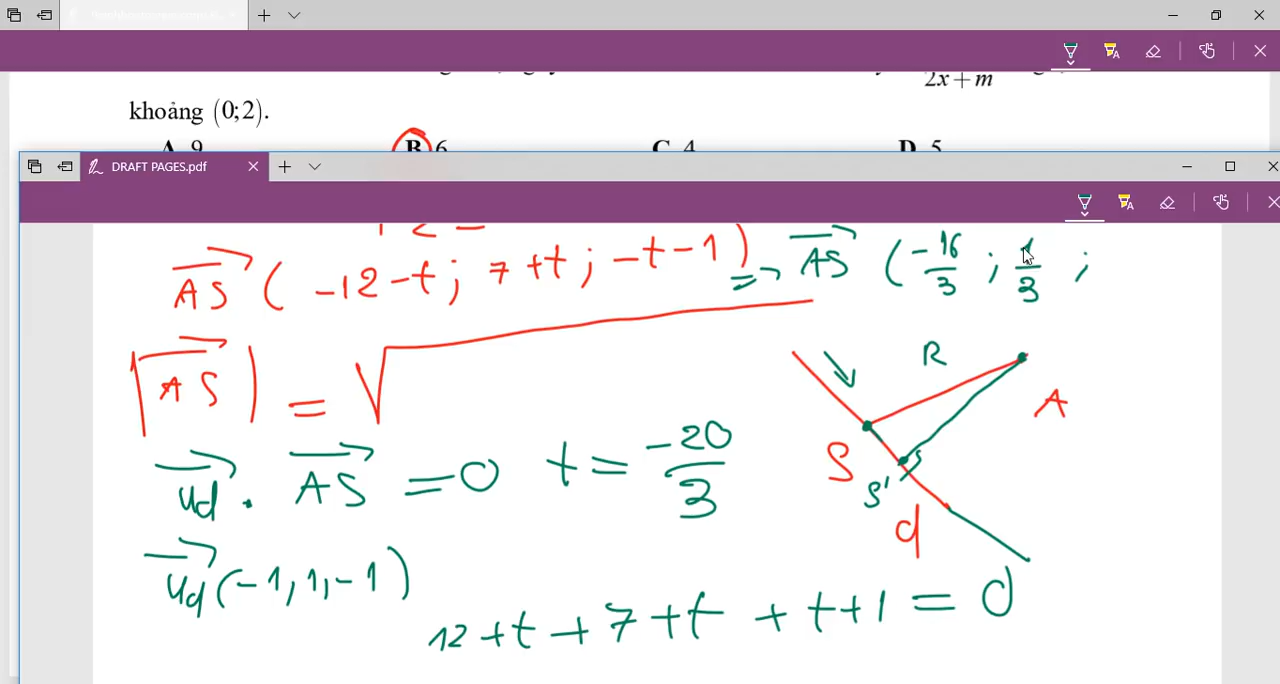 2x+m
khoảng (0;2).
A. 9 B. 6 C. 4 D. 5
DRAFT PAGES.pdf
AS ( -12-t; 7+t; -t-1) => AS ( -16/3 ; 1/3 ;
|AS| = √
R
A
S
S'
d
ud . AS = 0 t = -20/3
ud (-1, 1, -1)
12+t+7+t+t+1=0